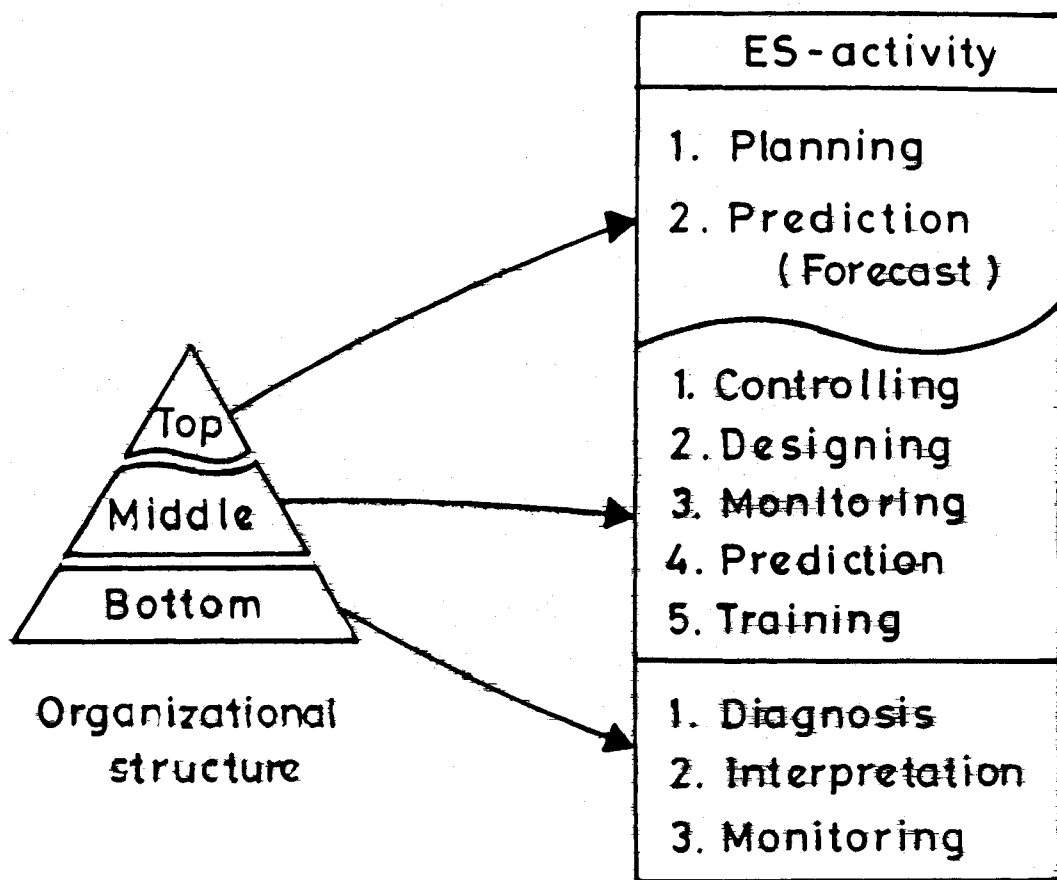 Top
Middle
Bottom
Organizational
structure
ES-activity
1. Planning
2. Prediction
(Forecast)
1. Controlling
2. Designing
3. Monitoring
4. Prediction
5. Training
1. Diagnosis
2. Interpretation
3. Monitoring